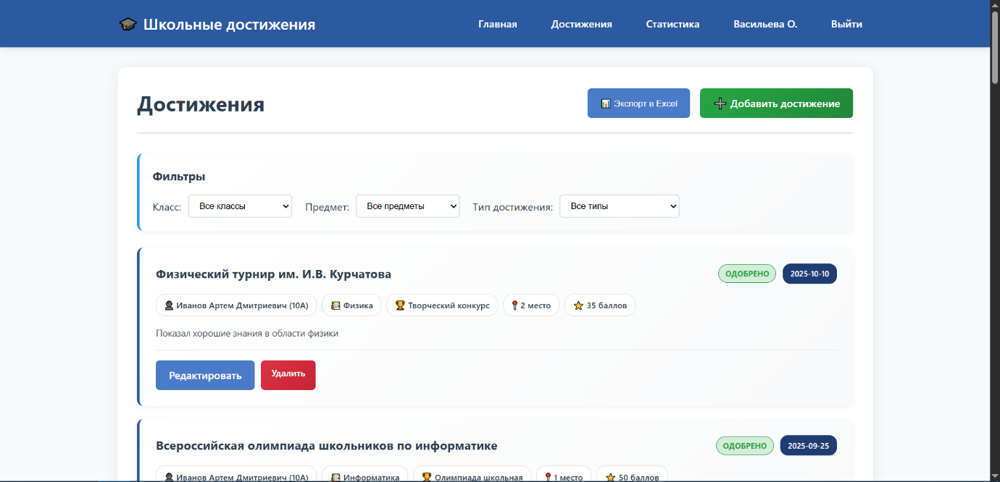 Школьные достижения Главная Достижения Статистика Васильева О. Выйти
Достижения Экспорт в Excel Добавить достижение
Фильтры
Класс: Все классы Предмет: Все предметы Тип достижения: Все типы
Физический турнир им. И.В. Курчатова ОДОБРЕНО 2025-10-10
Иванов Артем Дмитриевич (10А) Физика Творческий конкурс 2 место 35 баллов
Показал хорошие знания в области физики
Редактировать Удалить
Всероссийская олимпиада школьников по информатике ОДОБРЕНО 2025-09-25
Иванов Артем Дмитриевич (10А) Информатика Олимпиада школьная 1 место 50 баллов